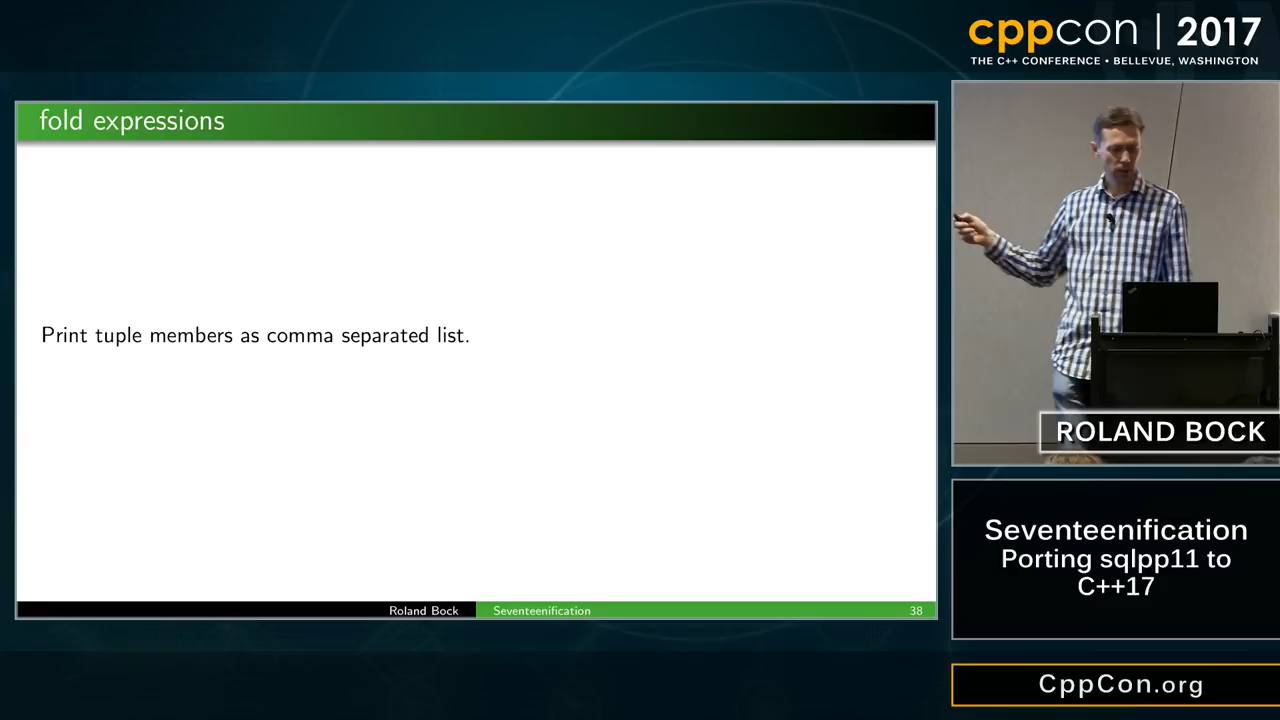 cppcon | 2017
THE C++ CONFERENCE • BELLEVUE, WASHINGTON
fold expressions
Print tuple members as comma separated list.
Roland Bock
Seventeenification
38
ROLAND BOCK
Seventeenification
Porting sqlpp11 to
C++17
CppCon.org